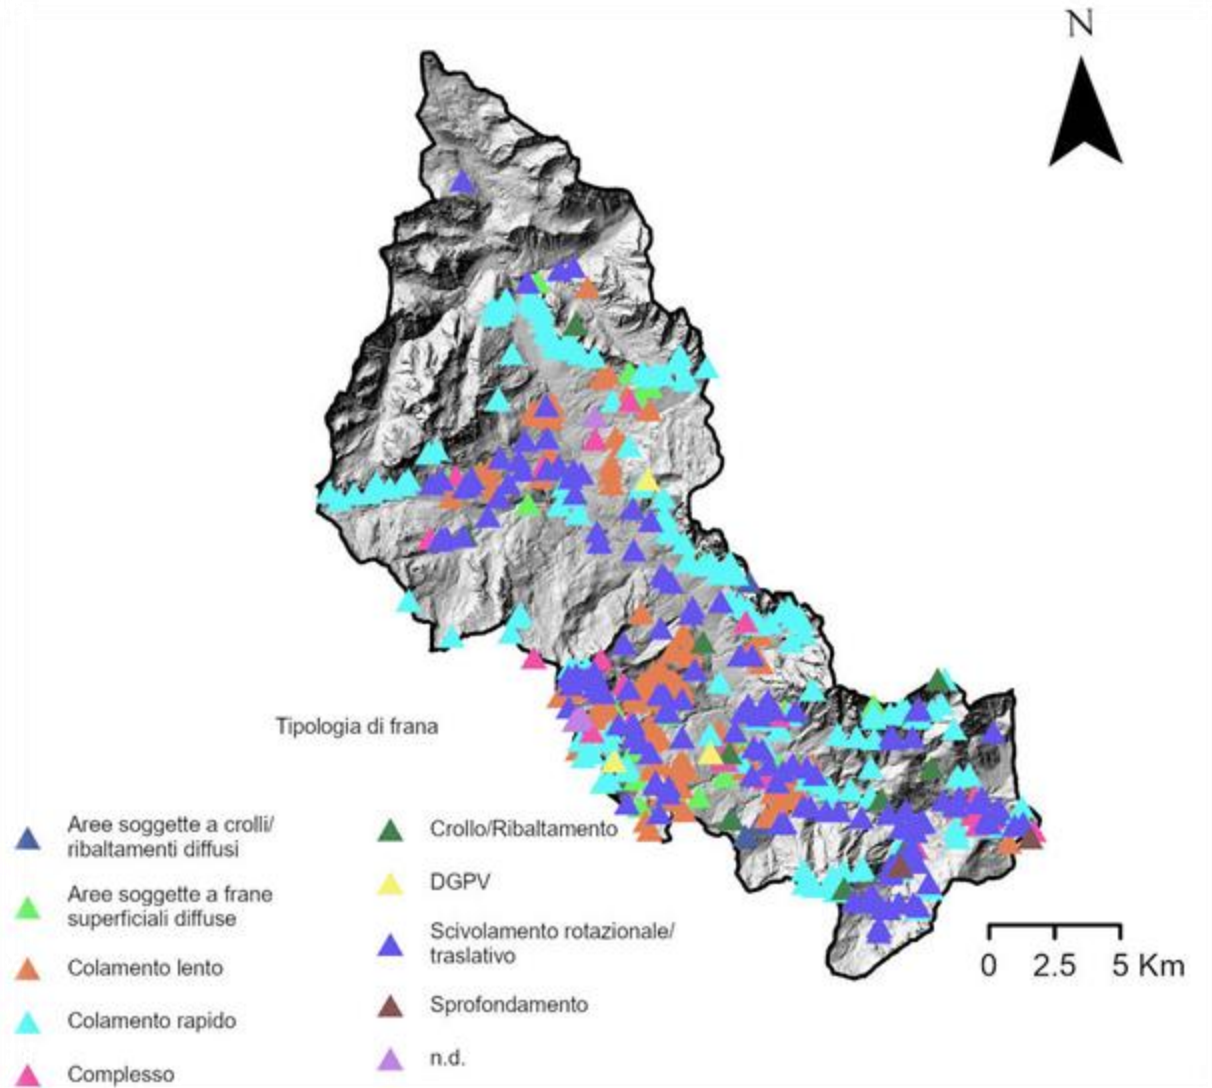 N
Tipologia di frana
Aree soggette a crolli/
ribaltamenti diffusi
Aree soggette a frane
superficiali diffuse
Colamento lento
Colamento rapido
Complesso
Crollo/Ribaltamento
DGPV
Scivolamento rotazionale/
traslativo
Sprofondamento
n.d.
0 2.5 5 Km